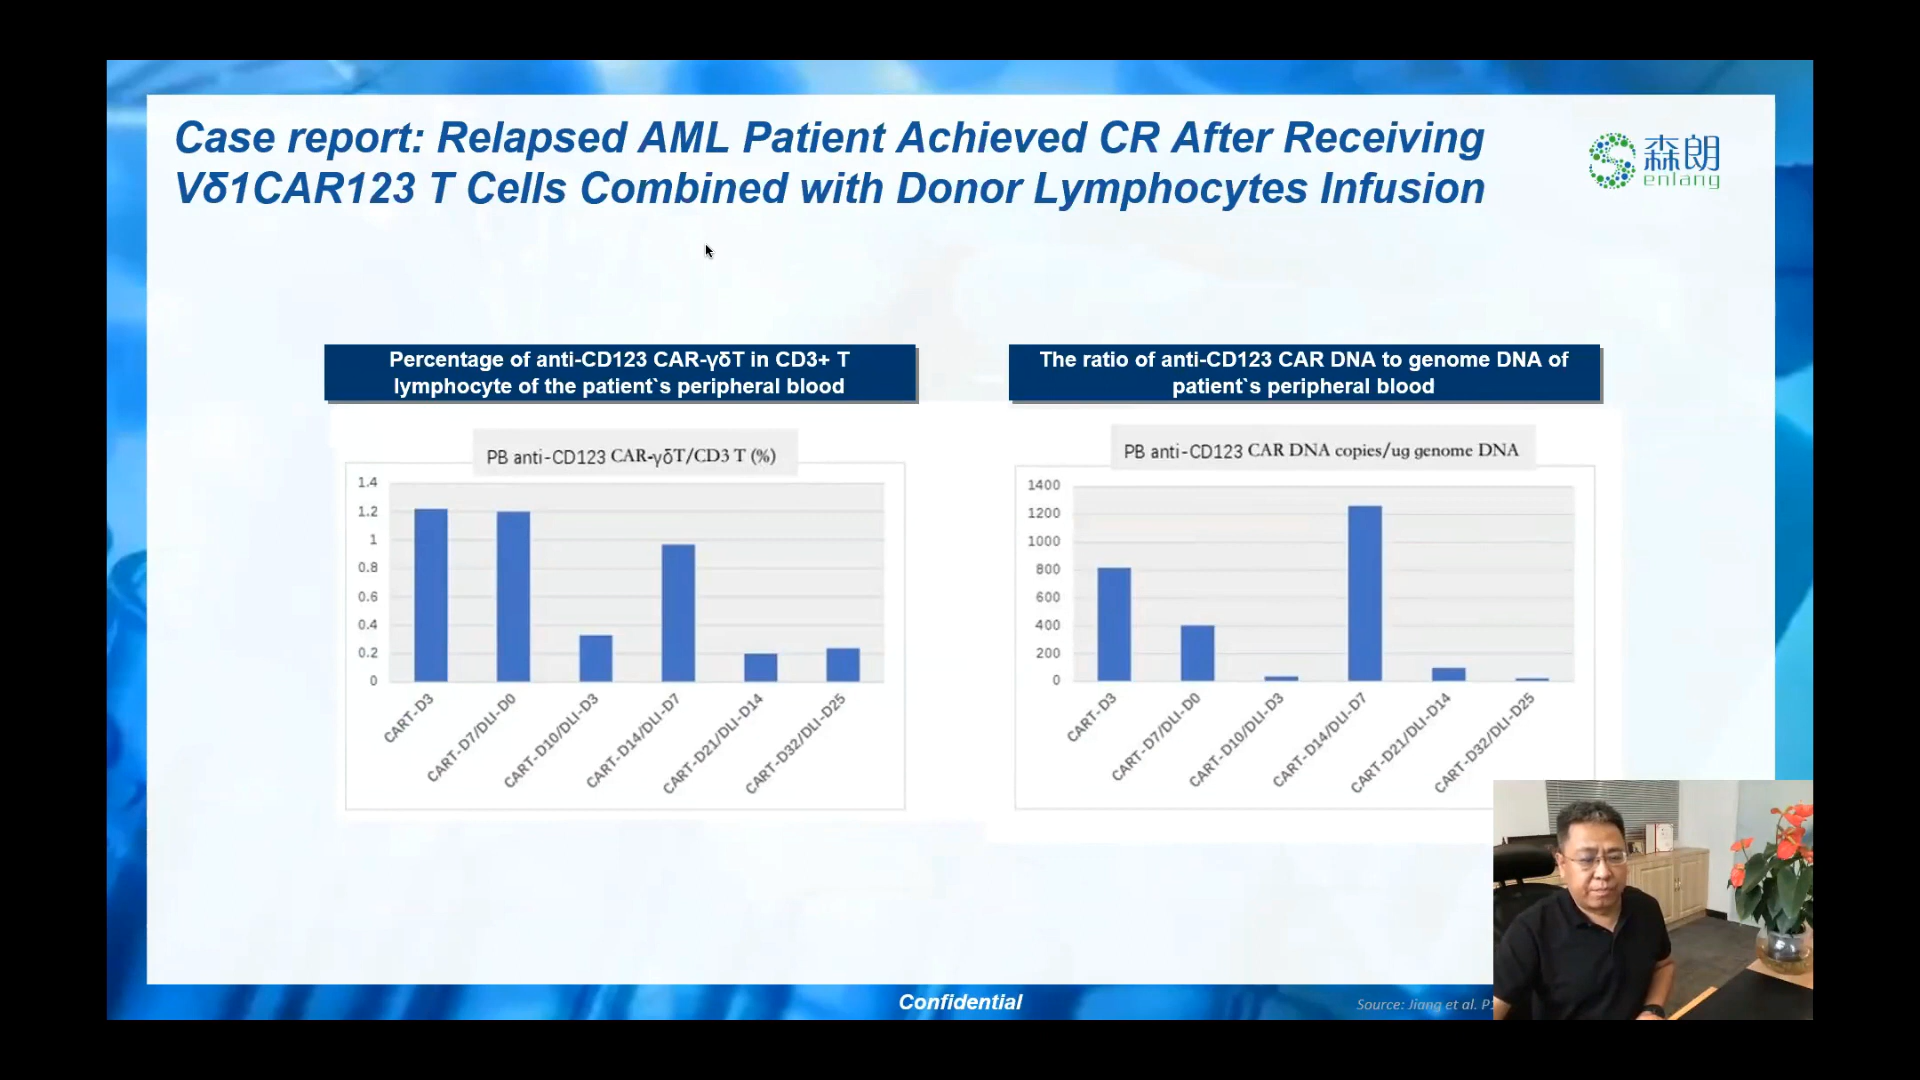 Case report: Relapsed AML Patient Achieved CR After Receiving
Vδ1CAR123 T Cells Combined with Donor Lymphocytes Infusion
森朗
enlang
Percentage of anti-CD123 CAR-γδT in CD3+ T
lymphocyte of the patient`s peripheral blood
PB anti-CD123 CAR-γδT/CD3 T (%)
1.4
1.2
1
0.8
0.6
0.4
0.2
0
CART-D3
CART-D7/DLI-D0
CART-D10/DLI-D3
CART-D14/DLI-D7
CART-D21/DLI-D14
CART-D32/DLI-D25
The ratio of anti-CD123 CAR DNA to genome DNA of
patient`s peripheral blood
PB anti-CD123 CAR DNA copies/ug genome DNA
1400
1200
1000
800
600
400
200
0
CART-D3
CART-D7/DLI-D0
CART-D10/DLI-D3
CART-D14/DLI-D7
CART-D21/DLI-D14
CART-D32/DLI-D25
Confidential
Source: Jiang et al.